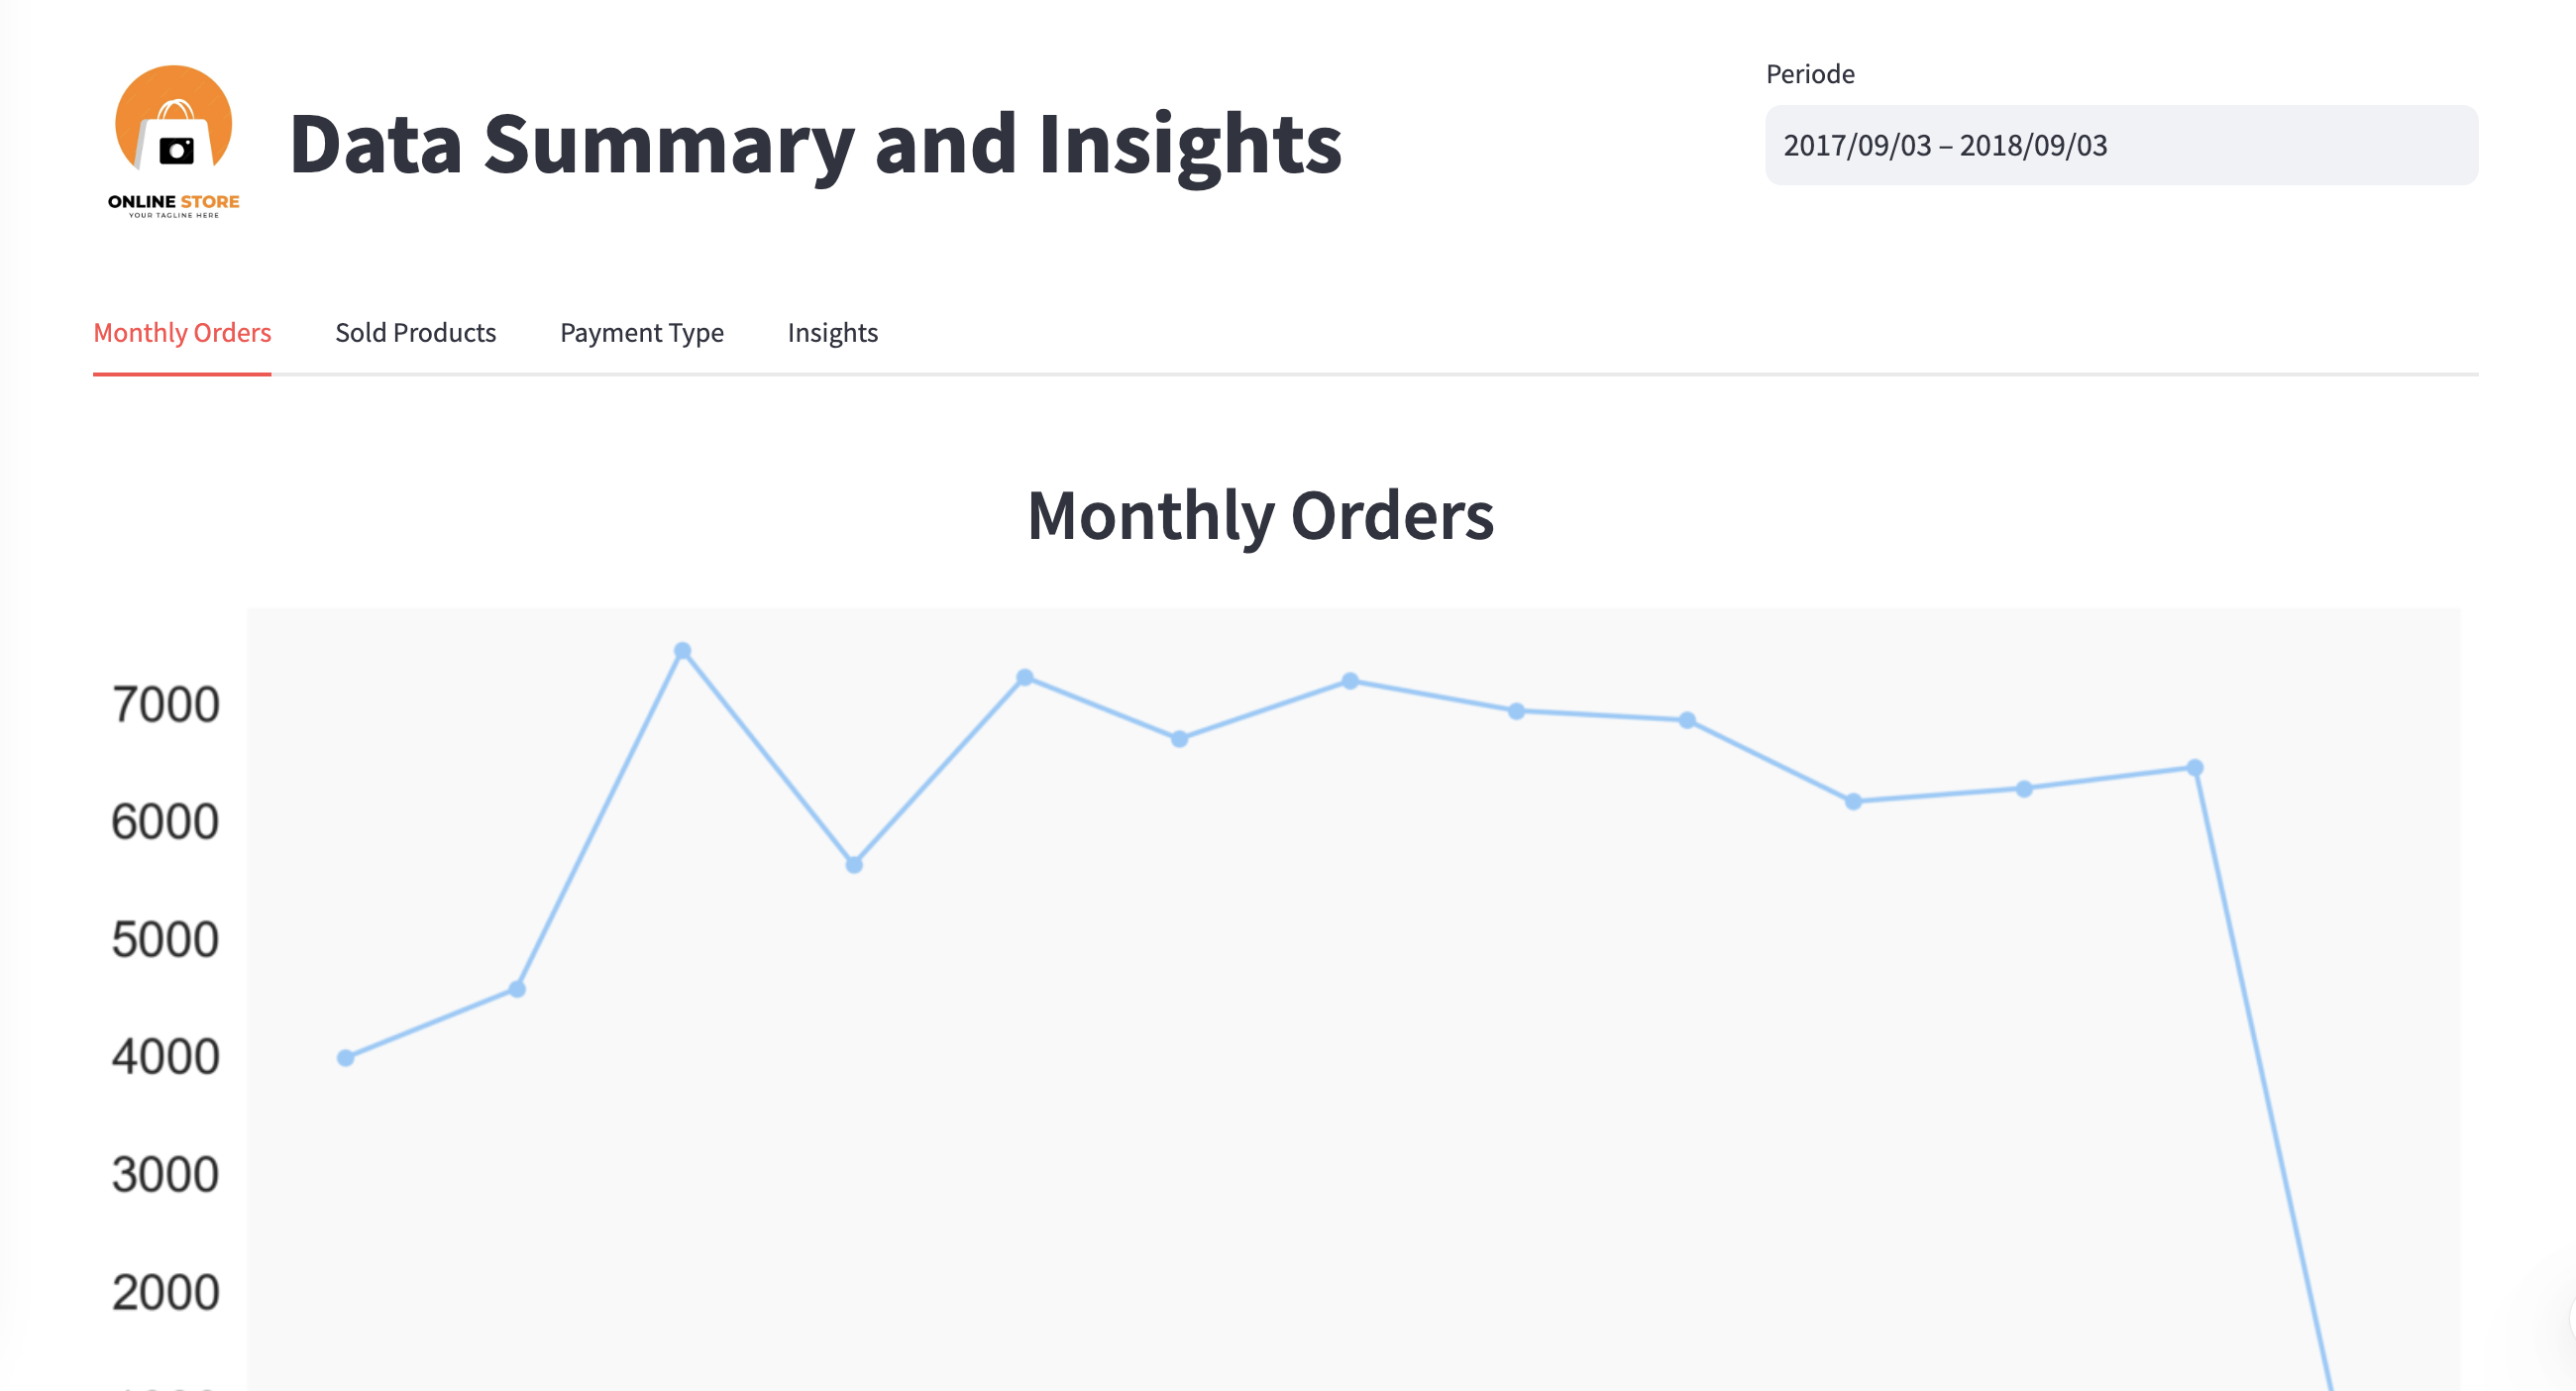 Periode
2017/09/03 – 2018/09/03
Data Summary and Insights
ONLINE STORE
YOUR TAGLINE HERE
Monthly Orders
Sold Products
Payment Type
Insights
Monthly Orders
7000
6000
5000
4000
3000
2000